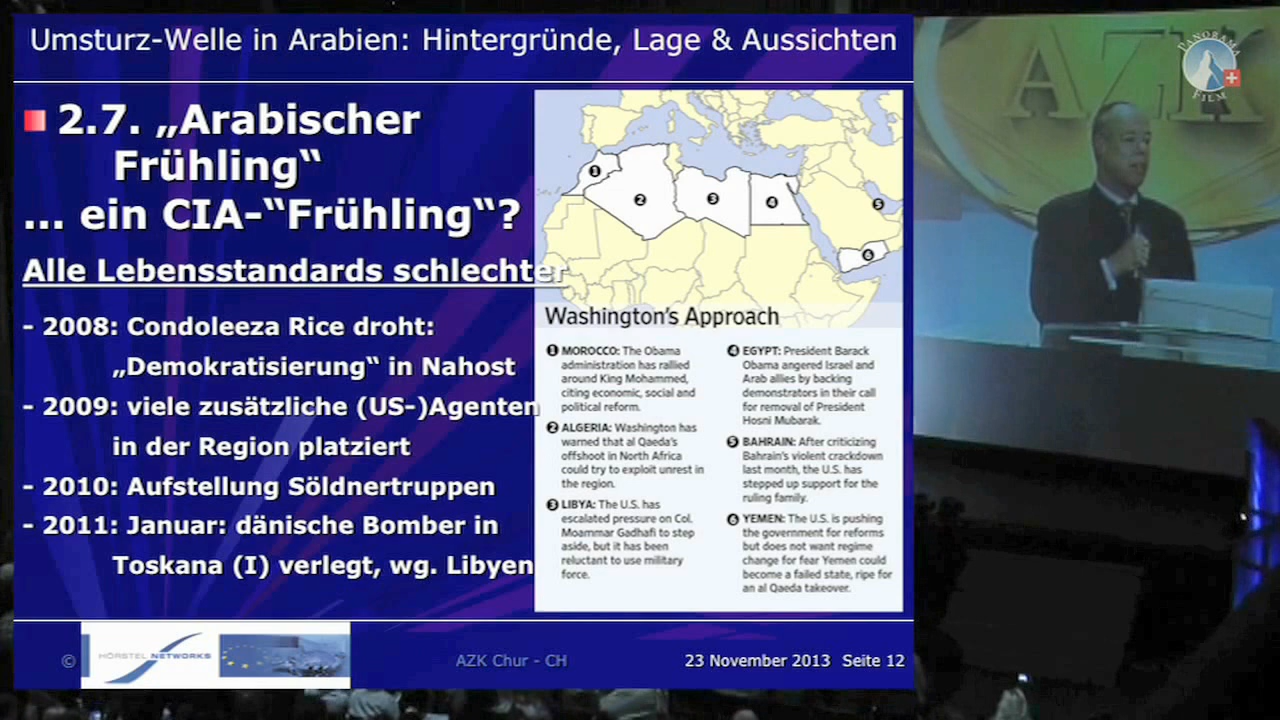 Umsturz-Welle in Arabien: Hintergründe, Lage & Aussichten
2.7. „Arabischer
Frühling“
... ein CIA-“Frühling“?
Alle Lebensstandards schlechter
- 2008: Condoleeza Rice droht:
„Demokratisierung“ in Nahost
- 2009: viele zusätzliche (US-)Agenten
in der Region platziert
- 2010: Aufstellung Söldnertruppen
- 2011: Januar: dänische Bomber in
Toskana (I) verlegt, wg. Libyen
1
2
3
4
5
6
Washington's Approach
1 MOROCCO: The Obama
administration has rallied
around King Mohammed,
citing economic, social and
political reform.
2 ALGERIA: Washington has
warned that al Qaeda's
offshoot in North Africa
could try to exploit unrest in
the region.
3 LIBYA: The U.S. has
escalated pressure on Col.
Moammar Gadhafi to step
aside, but it has been
reluctant to use military
force.
4 EGYPT: President Barack
Obama angered Israel and
Arab allies by backing
demonstrators in their call
for removal of President
Hosni Mubarak.
5 BAHRAIN: After criticizing
Bahrain's violent crackdown
last month, the U.S. has
stepped up support for the
ruling family.
6 YEMEN: The U.S. is pushing
the government for reforms
but does not want regime
change for fear Yemen could
become a failed state, ripe for
an al Qaeda takeover.
©
HÖRSTEL NETWORKS
AZK Chur - CH
23 November 2013 Seite 12
AZK
PANORAMA
FILM